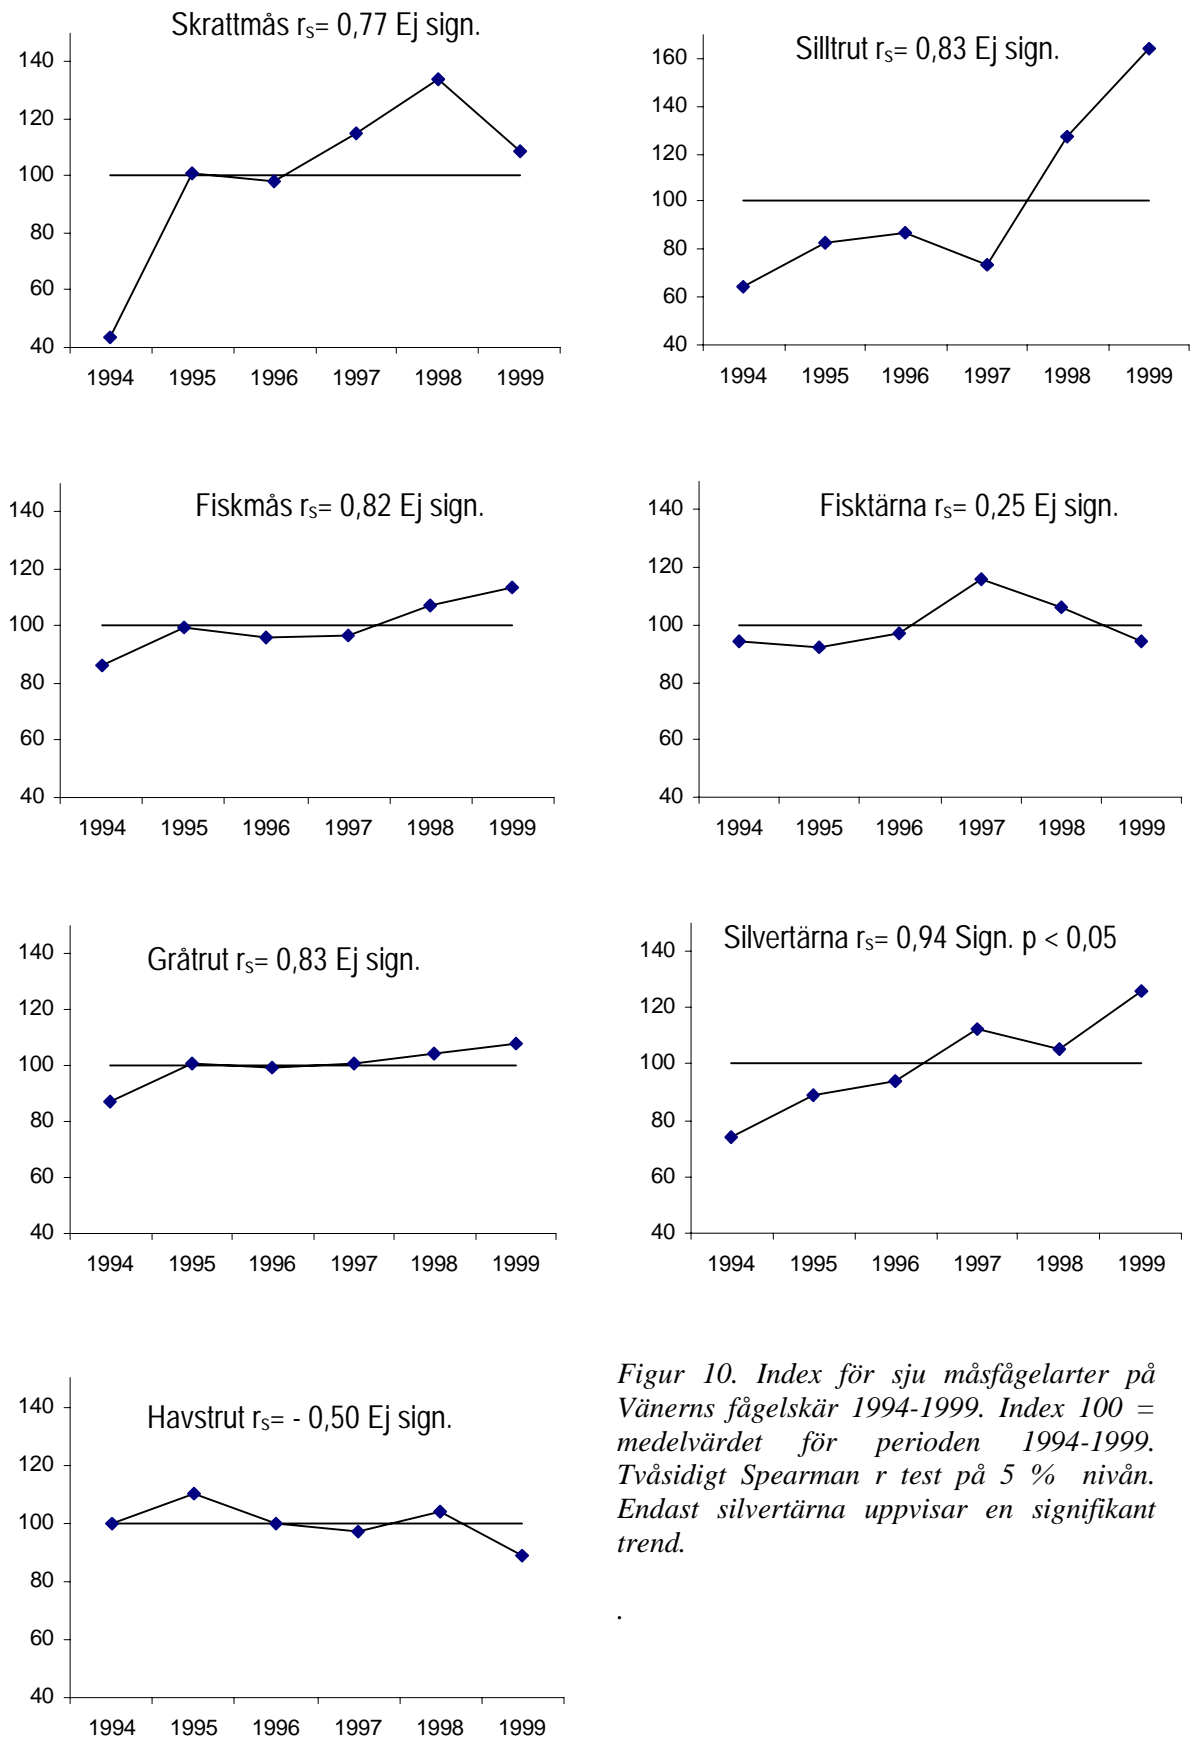 Skrattmås rs= 0,77 Ej sign.
140
120
100
80
60
40
1994 1995 1996 1997 1998 1999
Silltrut rs= 0,83 Ej sign.
160
140
120
100
80
60
40
1994 1995 1996 1997 1998 1999
Fiskmås rs= 0,82 Ej sign.
140
120
100
80
60
40
1994 1995 1996 1997 1998 1999
Fisktärna rs= 0,25 Ej sign.
140
120
100
80
60
40
1994 1995 1996 1997 1998 1999
Gråtrut rs= 0,83 Ej sign.
140
120
100
80
60
40
1994 1995 1996 1997 1998 1999
Silvertärna rs= 0,94 Sign. p < 0,05
140
120
100
80
60
40
1994 1995 1996 1997 1998 1999
Havstrut rs= - 0,50 Ej sign.
140
120
100
80
60
40
1994 1995 1996 1997 1998 1999
Figur 10. Index för sju måsfågelarter på
Vänerns fågelskär 1994-1999. Index 100 =
medelvärdet för perioden 1994-1999.
Tvåsidigt Spearman r test på 5 % nivån.
Endast silvertärna uppvisar en signifikant
trend.
.